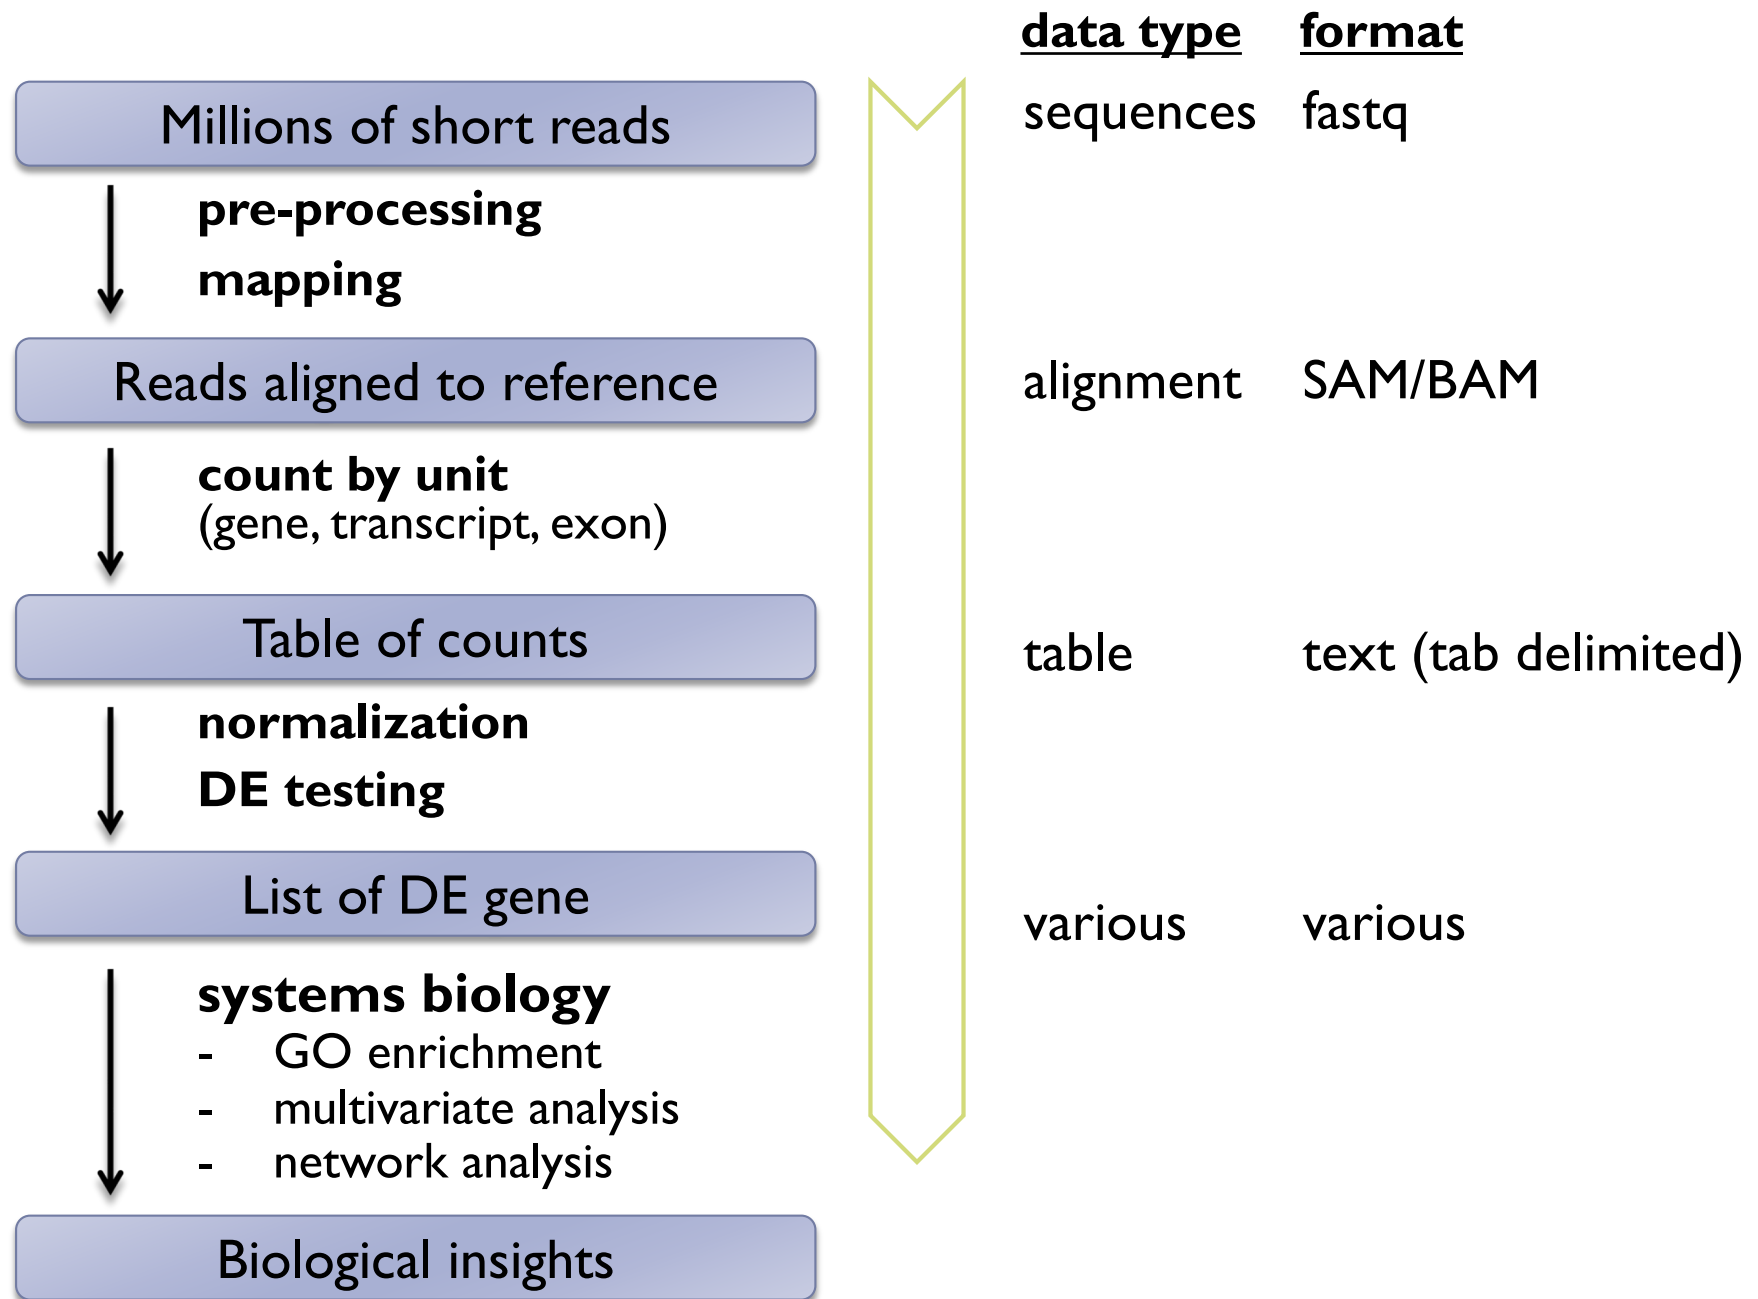 data type format
Millions of short reads
sequences fastq
pre-processing
mapping
Reads aligned to reference
alignment SAM/BAM
count by unit
(gene, transcript, exon)
Table of counts
table text (tab delimited)
normalization
DE testing
List of DE gene
various various
systems biology
- GO enrichment
- multivariate analysis
- network analysis
Biological insights